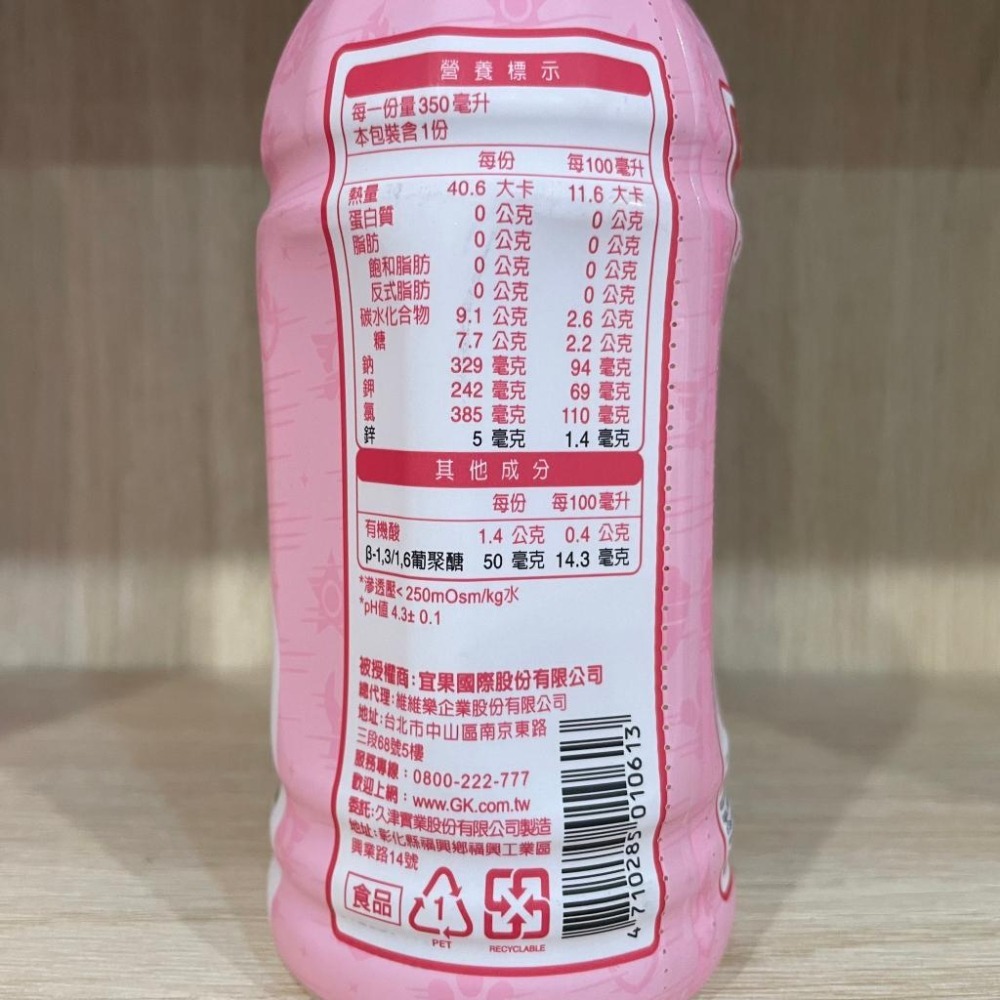 營養標示
每一份量350毫升
本包裝含1份
每份 每100毫升
熱量 40.6 大卡 11.6 大卡
蛋白質 0 公克 0 公克
脂肪 0 公克 0 公克
飽和脂肪 0 公克 0 公克
反式脂肪 0 公克 0 公克
碳水化合物 9.1 公克 2.6 公克
糖 7.7 公克 2.2 公克
鈉 329 毫克 94 毫克
鉀 242 毫克 69 毫克
氯 385 毫克 110 毫克
鋅 5 毫克 1.4 毫克
其他成分
每份 每100毫升
有機酸 1.4 公克 0.4 公克
β-1,3/1,6葡聚醣 50 毫克 14.3 毫克
*滲透壓<250mOsm/kg水
*pH值 4.3±0.1
被授權商:宜果國際股份有限公司
總代理:維維樂企業股份有限公司
地址:台北市中山區南京東路
三段68號5樓
服務專線:0800-222-777
歡迎上網:www.GK.com.tw
委託:久津實業股份有限公司製造
地址:彰化縣福興鄉福興工業區
興業路14號
食品
1
PET
RECYCLABLE
4 710285 010613